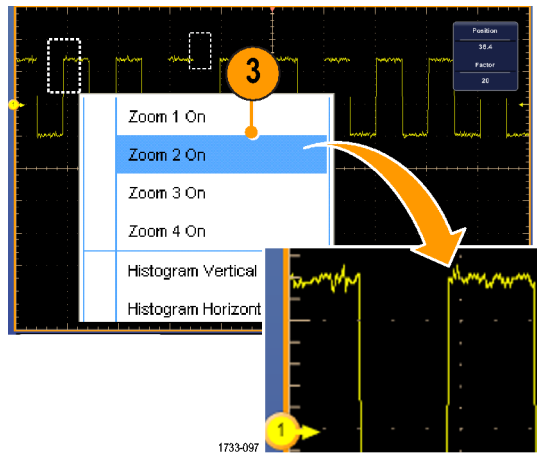 Position
36.4
Factor
20
3
Zoom 1 On
Zoom 2 On
Zoom 3 On
Zoom 4 On
Histogram Vertical
Histogram Horizont
1
1733-097